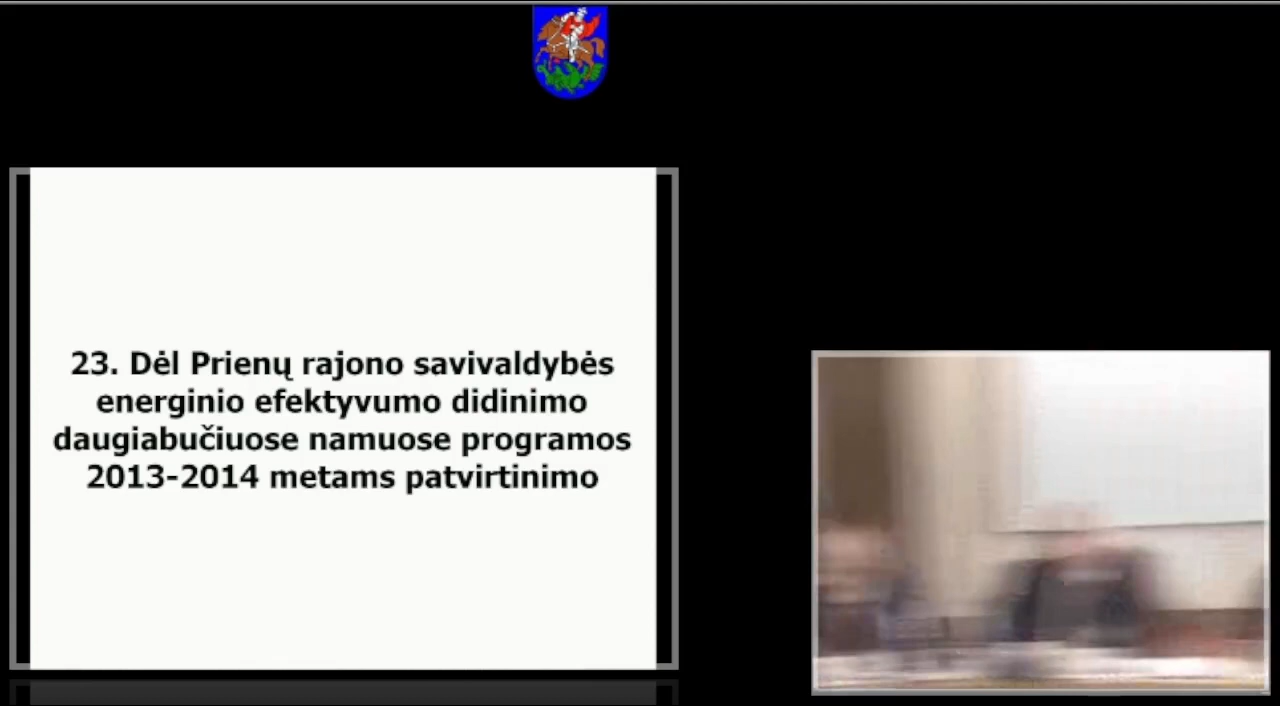 23. Dėl Prienų rajono savivaldybės
energinio efektyvumo didinimo
daugiabučiuose namuose programos
2013-2014 metams patvirtinimo